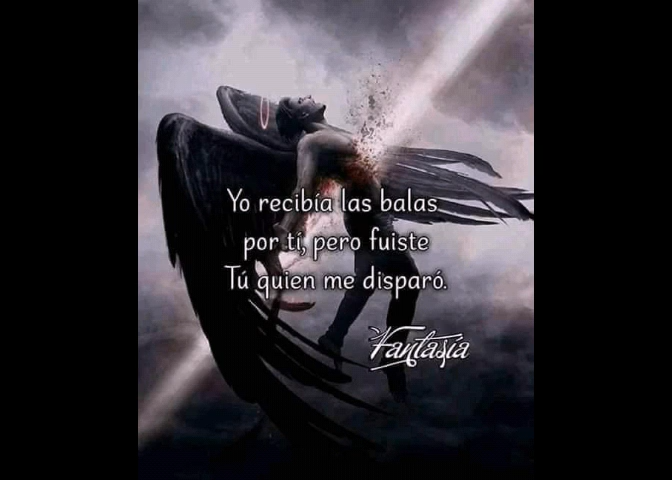 Yo recibía las balas
por tí, pero fuiste
Tú quien me disparó.
Fantasía